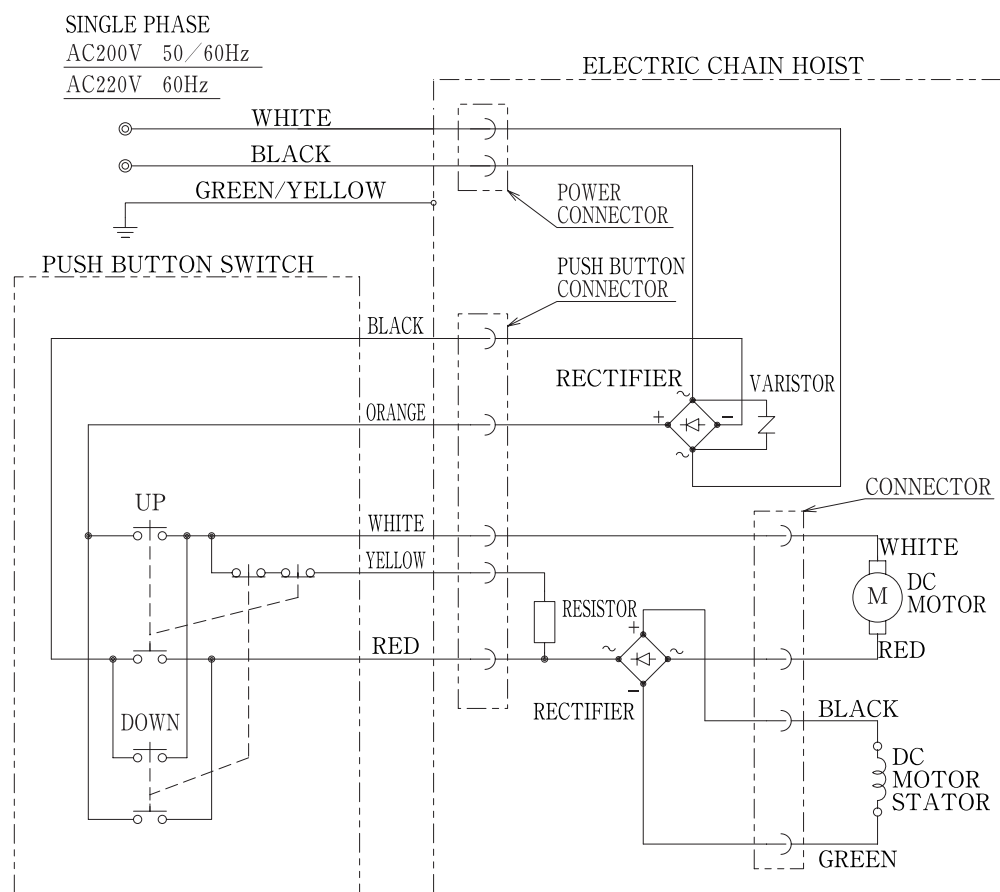 SINGLE PHASE
AC200V 50/60Hz
AC220V 60Hz
ELECTRIC CHAIN HOIST
WHITE
BLACK
GREEN/YELLOW
POWER
CONNECTOR
PUSH BUTTON SWITCH
PUSH BUTTON
CONNECTOR
BLACK
RECTIFIER
~
VARISTOR
ORANGE
+
−
~
CONNECTOR
UP
WHITE
WHITE
YELLOW
DC
MOTOR
M
RESISTOR
+
RED
~
~
RED
−
RECTIFIER
BLACK
DOWN
DC
MOTOR
STATOR
GREEN